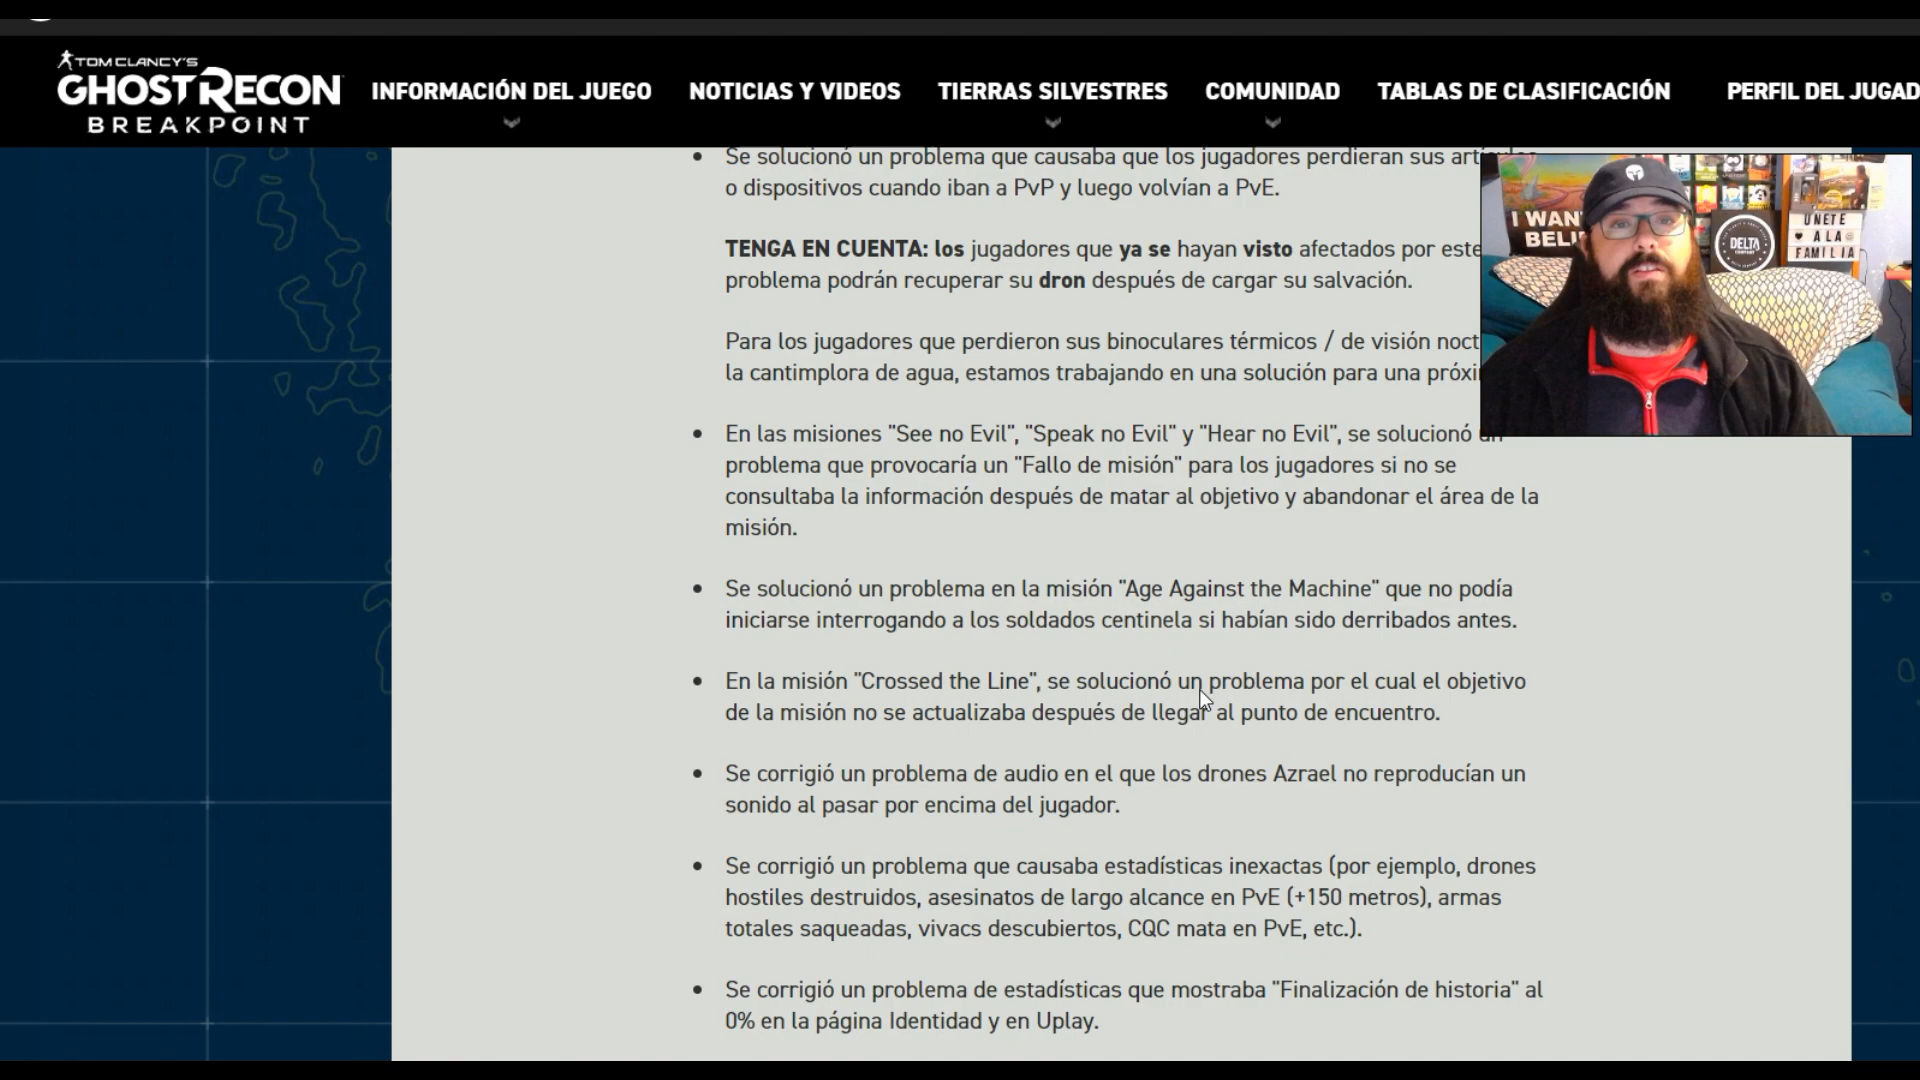 TOM CLANCY'S
GHOST RECON
BREAKPOINT
INFORMACIÓN DEL JUEGO
NOTICIAS Y VIDEOS
TIERRAS SILVESTRES
COMUNIDAD
TABLAS DE CLASIFICACIÓN
PERFIL DEL JUGAD
Se solucionó un problema que causaba que los jugadores perdieran sus
o dispositivos cuando iban a PvP y luego volvían a PvE.
TENGA EN CUENTA: los jugadores que ya se hayan visto afectados por este
problema podrán recuperar su dron después de cargar su salvación.
Para los jugadores que perdieron sus binoculares térmicos / de visión
la cantimplora de agua, estamos trabajando en una solución para una
En las misiones "See no Evil", "Speak no Evil" y "Hear no Evil", se solucionó un
problema que provocaría un "Fallo de misión" para los jugadores si no se
consultaba la información después de matar al objetivo y abandonar el área de la
misión.
Se solucionó un problema en la misión "Age Against the Machine" que no podía
iniciarse interrogando a los soldados centinela si habían sido derribados antes.
En la misión "Crossed the Line", se solucionó un problema por el cual el objetivo
de la misión no se actualizaba después de llegar al punto de encuentro.
Se corrigió un problema de audio en el que los drones Azrael no reproducían un
sonido al pasar por encima del jugador.
Se corrigió un problema que causaba estadísticas inexactas (por ejemplo, drones
hostiles destruidos, asesinatos de largo alcance en PvE (+150 metros), armas
totales saqueadas, vivacs descubiertos, CQC mata en PvE, etc.).
Se corrigió un problema de estadísticas que mostraba "Finalización de historia" al
0% en la página Identidad y en Uplay.
I WAN
BELI
DELTA
COMPANY
UNETE
A LA
FAMILIA